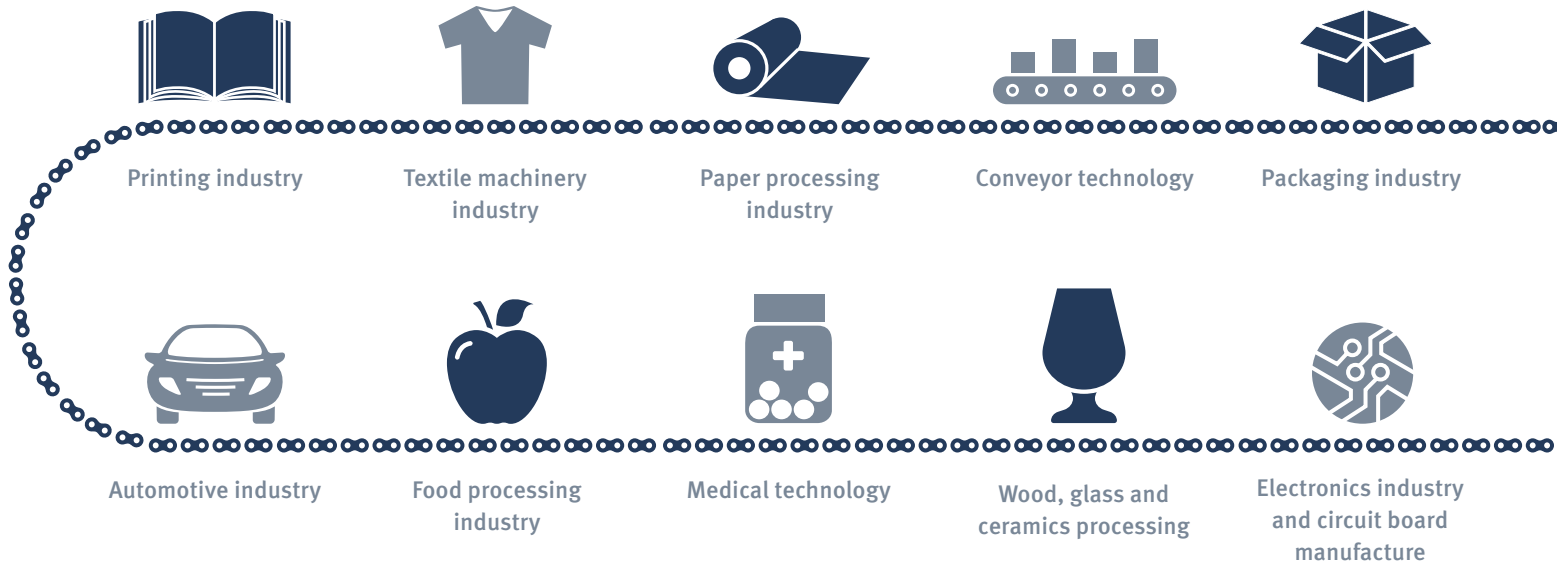 Printing industry
Textile machinery
industry
Paper processing
industry
Conveyor technology
Packaging industry
Automotive industry
Food processing
industry
Medical technology
Wood, glass and
ceramics processing
Electronics industry
and circuit board
manufacture